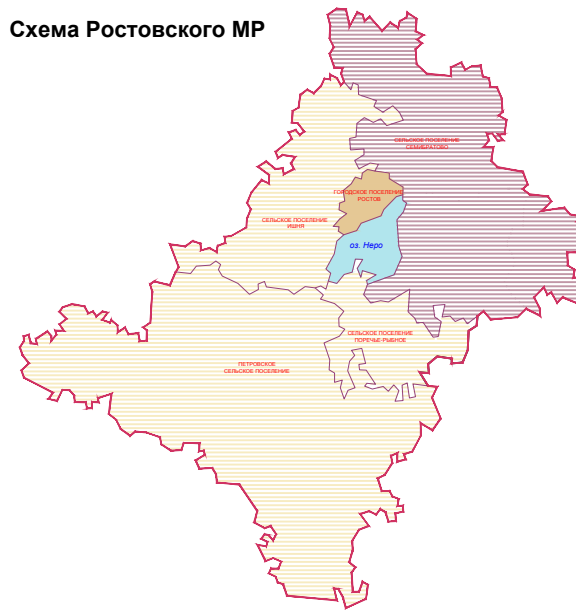 Схема Ростовского МР
СЕЛЬСКОЕ ПОСЕЛЕНИЕ
СЕМИБРАТОВО
ГОРОДСКОЕ ПОСЕЛЕНИЕ
РОСТОВ
СЕЛЬСКОЕ ПОСЕЛЕНИЕ
ИШНЯ
оз. Неро
СЕЛЬСКОЕ ПОСЕЛЕНИЕ
ПОРЕЧЬЕ-РЫБНОЕ
ПЕТРОВСКОЕ
СЕЛЬСКОЕ ПОСЕЛЕНИЕ